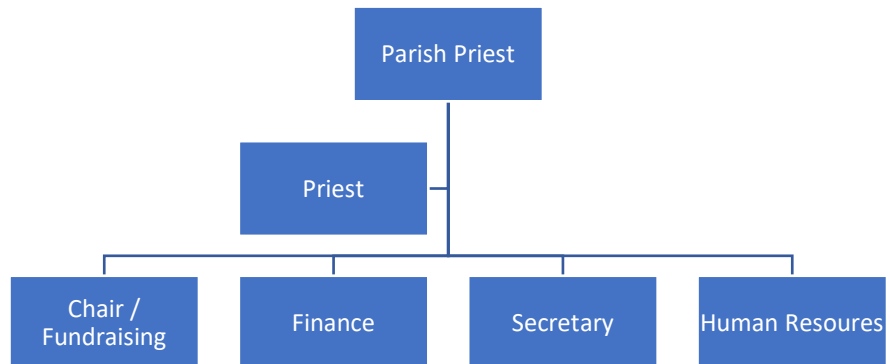 Parish Priest
Priest
Chair /
Fundraising
Finance
Secretary
Human Resoures